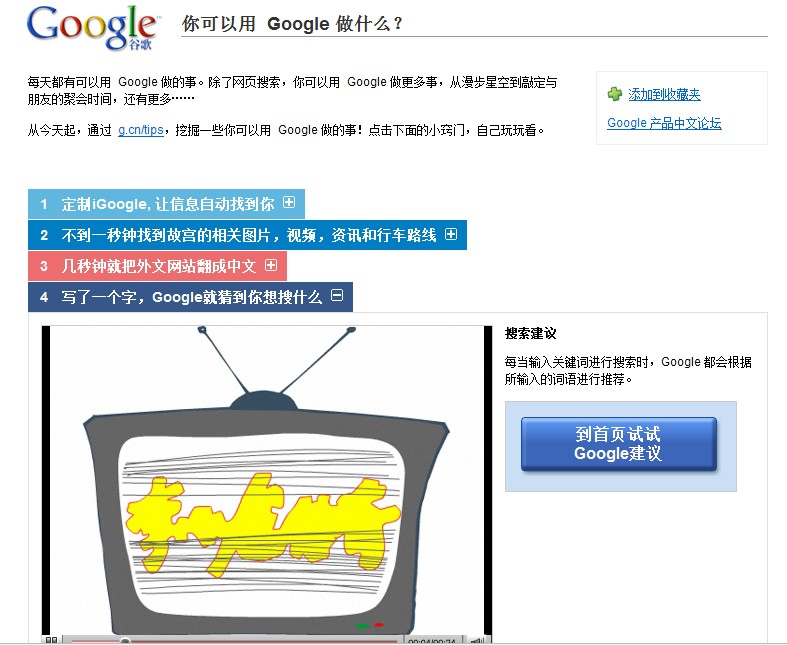 Google
谷歌
你可以用 Google 做什么？
每天都有可以用 Google 做的事。除了网页搜索，你可以用 Google 做更多事，从漫步星空到敲定与
朋友的聚会时间，还有更多……
从今天起，通过 g.cn/tips，挖掘一些你可以用 Google 做的事！点击下面的小窍门，自己玩玩看。
添加到收藏夹
Google 产品中文论坛
1 定制iGoogle, 让信息自动找到你
2 不到一秒钟找到故宫的相关图片，视频，资讯和行车路线
3 几秒钟就把外文网站翻成中文
4 写了一个字，Google就猜到你想搜什么
搜索建议
每当输入关键词进行搜索时，Google 都会根据
所输入的词语进行推荐。
到首页试试
Google建议